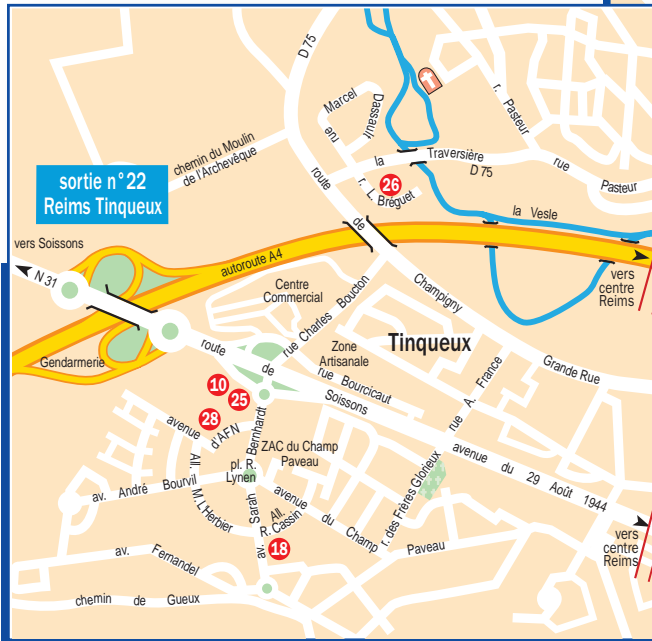 D 75
r. Pasteur
Marcel
Dassault
rue
chemin du Moulin
de l'Archevêque
route
la
Traversière
D 75
rue
Pasteur
sortie n°22
Reims Tinqueux
26
r. L. Bréguet
de
la Vesle
vers Soissons
N 31
autoroute A4
vers
centre
Reims
Centre
Commercial
rue Charles Boucton
Champigny
Gendarmerie
route
de
Zone
Artisanale
Tinqueux
Grande Rue
rue Bourcicaut
Soissons
rue A. France
10
25
28
avenue
d'AFN
Bernhardt
ZAC du Champ
Paveau
pl. R.
Lynen
All.
M. L'Herbier
av. André Bourvil
Sarah
av.
All.
R. Cassin
avenue du Champ
Paveau
r. des Frères Glorieux
avenue du 29 Août 1944
18
vers
centre
Reims
av. Fernandel
chemin de Gueux